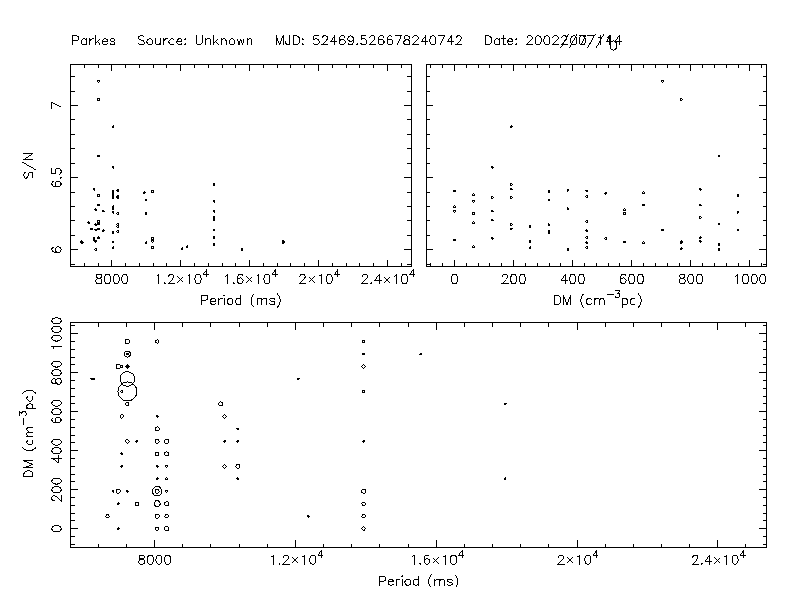 Parkes Source: Unknown MJD: 52469.526678240742 Date:
S/N
7
6.5
6
8000 1.2×10⁴ 1.6×10⁴ 2×10⁴ 2.4×10⁴
Period (ms)
0 200 400 600 800 1000
DM (cm⁻³pc)
DM (cm⁻³pc)
1000
800
600
400
200
0
8000 1.2×10⁴ 1.6×10⁴ 2×10⁴ 2.4×10⁴
Period (ms)